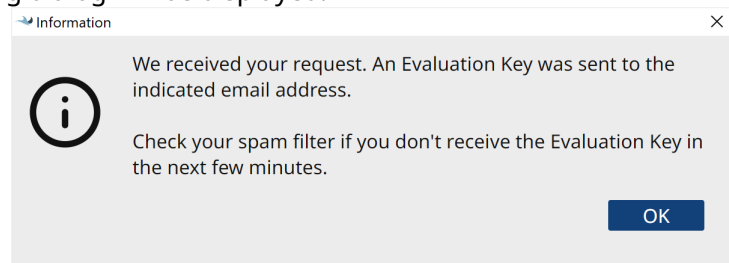 Information
We received your request. An Evaluation Key was sent to the
indicated email address.
Check your spam filter if you don't receive the Evaluation Key in
the next few minutes.
OK